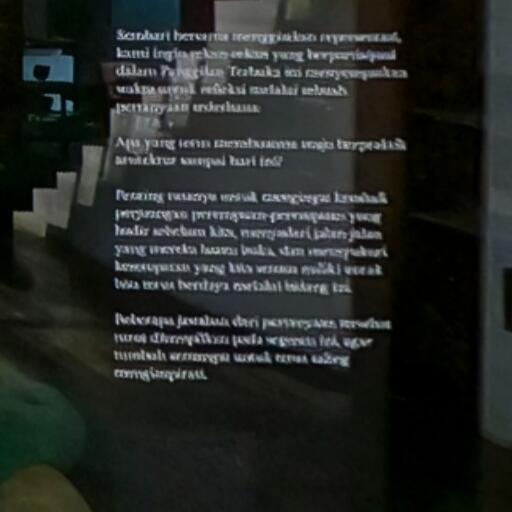 Sembari bersama menggiatkan representasi,
kami ingin rekan-rekan yang berpartisipasi
dalam Panggilan Terbuka ini menyempatkan
waktu untuk refleksi melalui sebuah
pertanyaan sederhana:
Apa yang terus membuatmu berpraktik
arsitektur sampai hari ini?
Penting rasanya untuk mengingat kembali
perjuangan perempuan-perempuan yang
hadir sebelum kita, menyadari jalan-jalan
yang mereka buka, dan mensyukuri
kesempatan yang kita miliki untuk
bisa terus berdaya melalui bidang ini.
Beberapa jawaban dari pertanyaan tersebut
turut ditampilkan pada segmen ini, agar
tumbuh semangat untuk terus saling
menginspirasi.